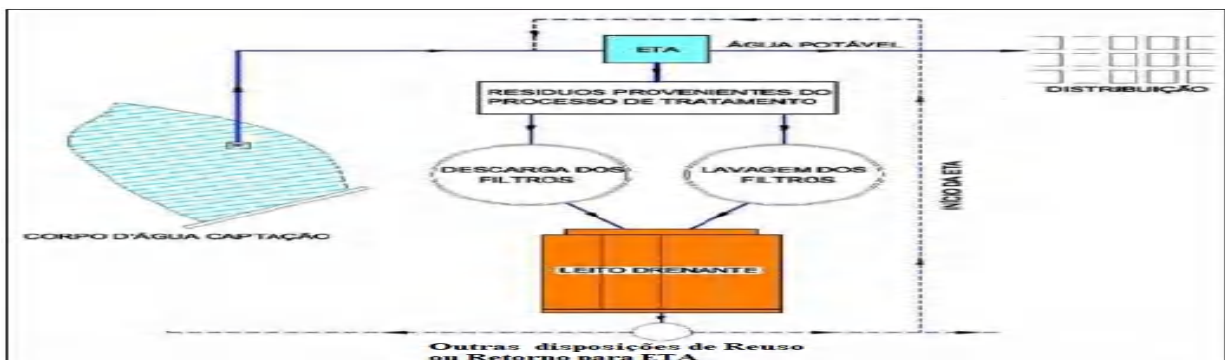 ETA
ÁGUA POTÁVEL
RESIDUOS PROVENIENTES DO
PROCESSO DE TRATAMENTO
DISTRIBUIÇÃO
DESCARGA DOS
FILTROS
LAVAGEM DOS
FILTROS
INÍCIO DA ETA
CORPO D'ÁGUA CAPTAÇÃO
LEITO DRENANTE
Outras disposições de Reuso
ou Retorno para ETA